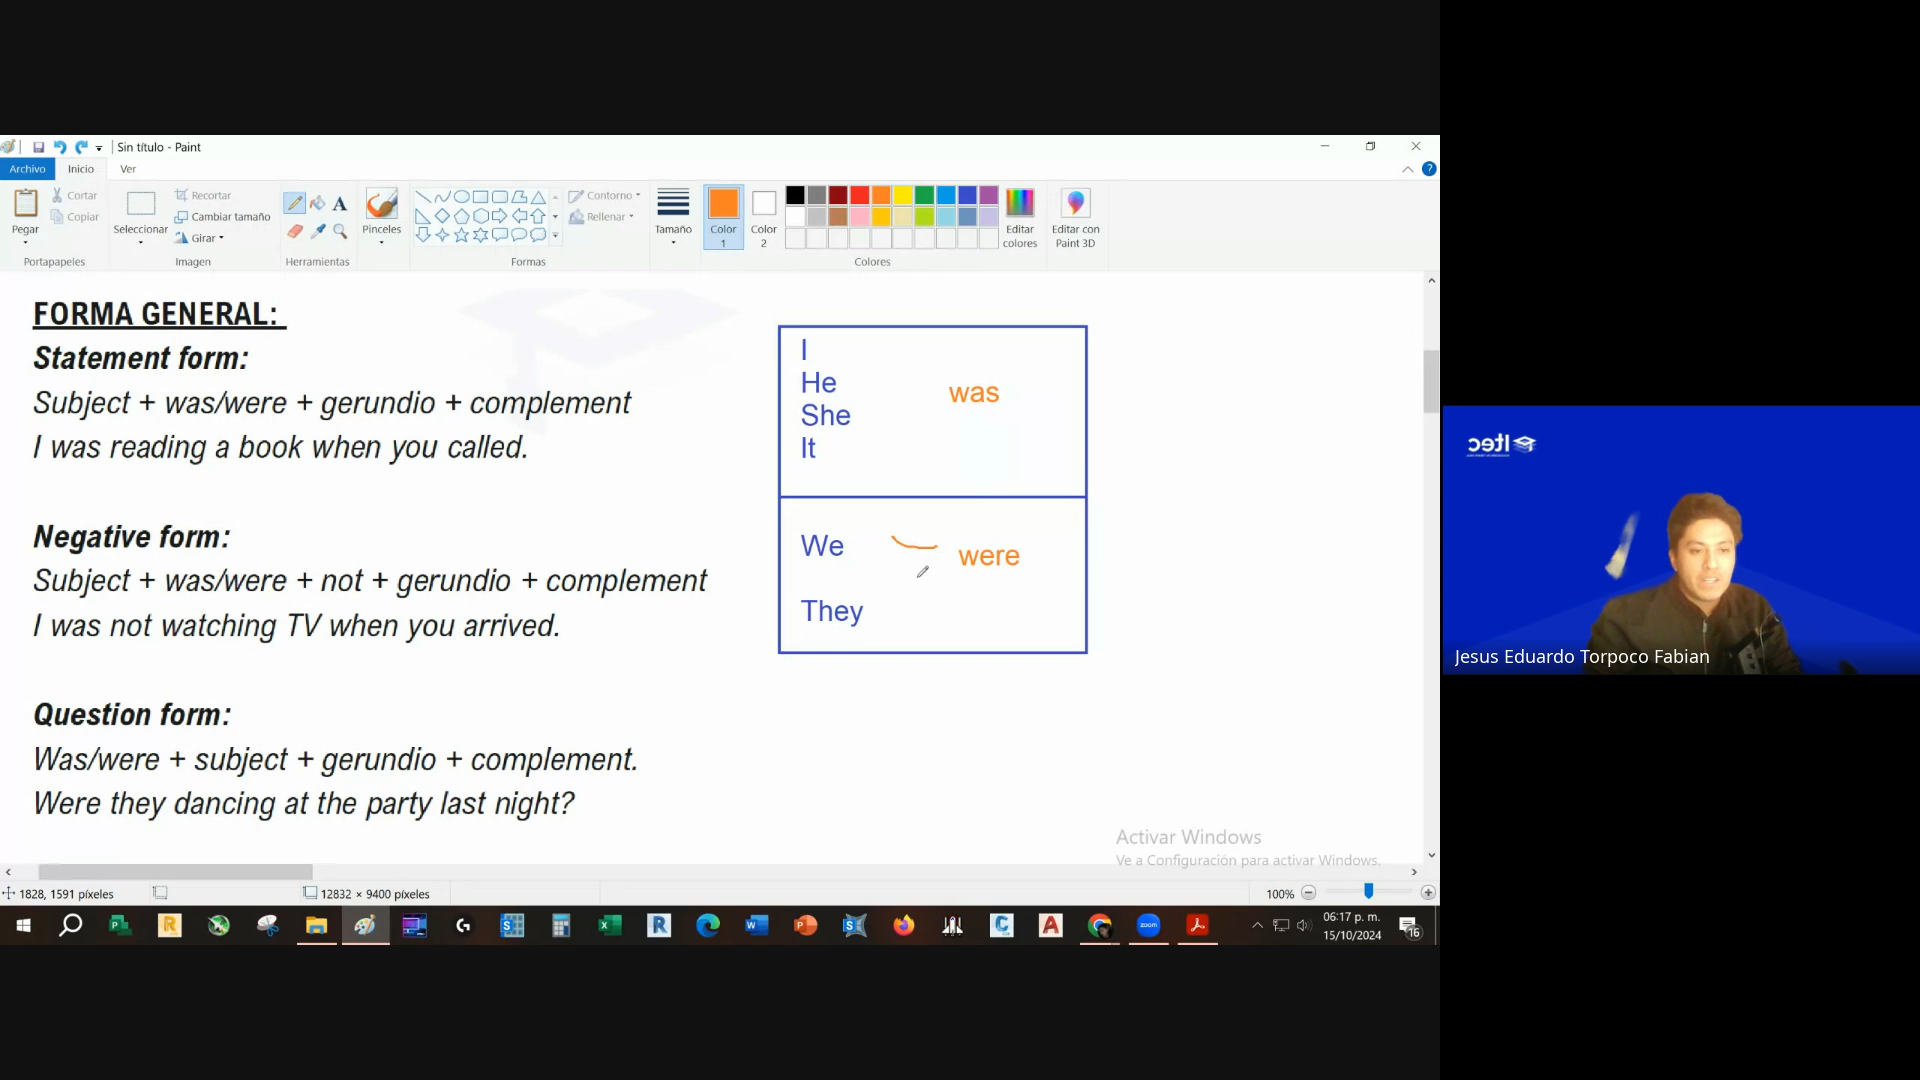 Sin título - Paint
Archivo
Inicio
Ver
Pegar
Cortar
Copiar
Portapapeles
Seleccionar
Recortar
Cambiar tamaño
Girar
Imagen
A
Herramientas
Pinceles
Contorno
Rellenar
Formas
Tamaño
Color
1
Color
2
Editar
colores
Editar con
Paint 3D
Colores
FORMA GENERAL:
Statement form:
Subject + was/were + gerundio + complement
I was reading a book when you called.
Negative form:
Subject + was/were + not + gerundio + complement
I was not watching TV when you arrived.
Question form:
Was/were + subject + gerundio + complement.
Were they dancing at the party last night?
I
He
She
It
was
We
They
were
Activar Windows
Ve a Configuración para activar Windows.
1828, 1591 píxeles
12832 × 9400 píxeles
100%
06:17 p. m.
15/10/2024
16
Itec
Jesus Eduardo Torpoco Fabian